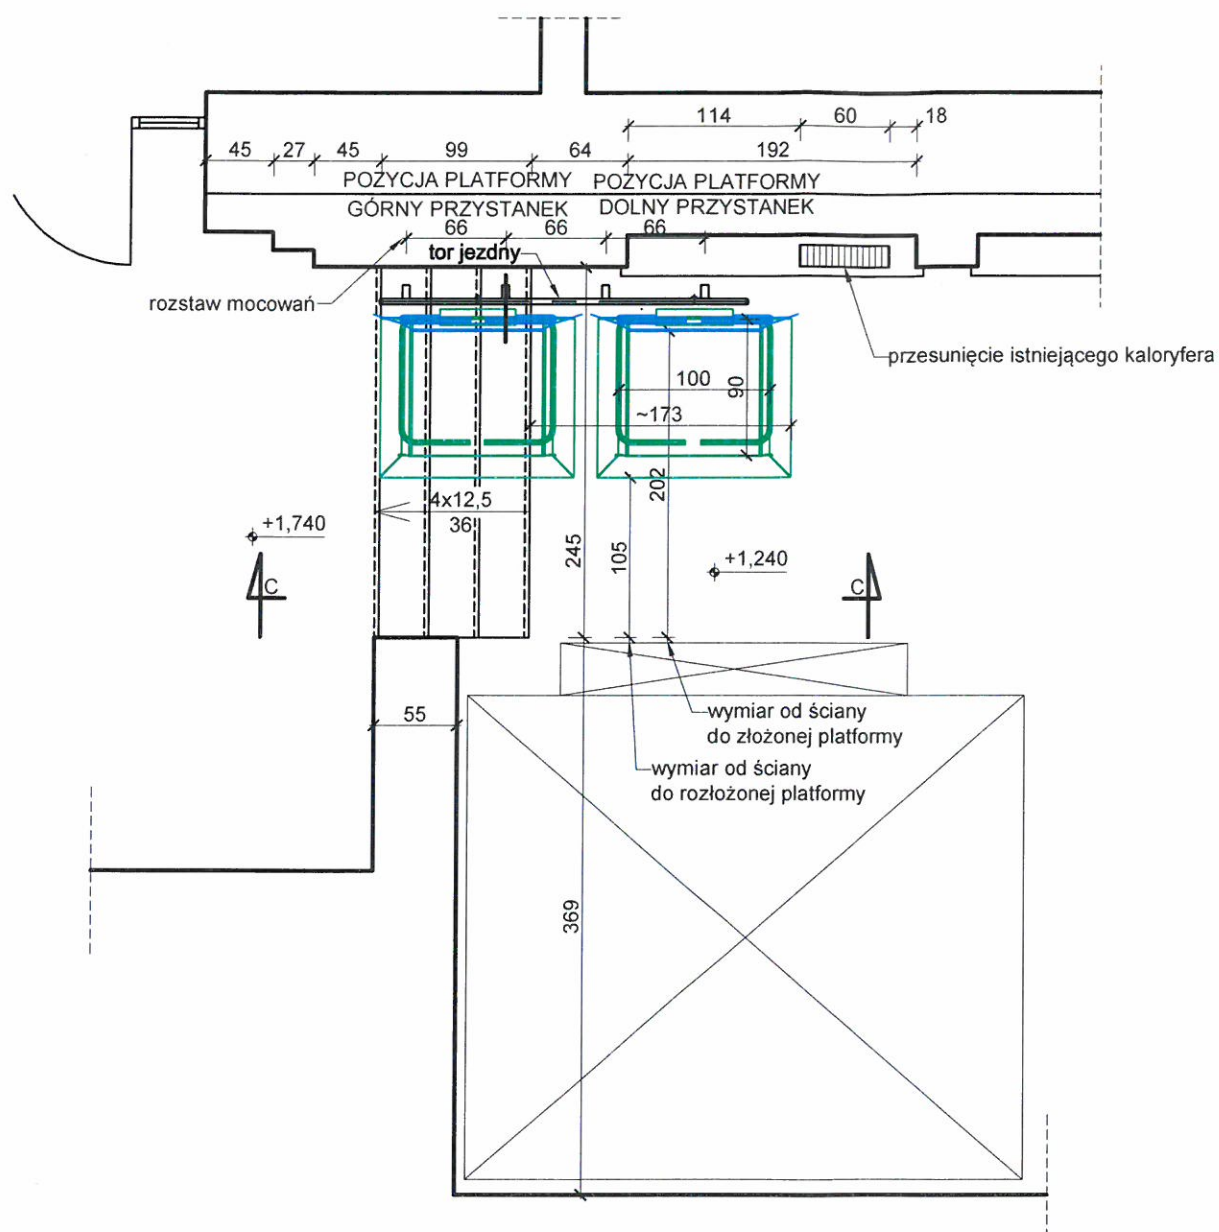 114 60 18
45 27 45 99 64 192
POZYCJA PLATFORMY POZYCJA PLATFORMY
GÓRNY PRZYSTANEK DOLNY PRZYSTANEK
66 66 66
tor jezdny
rozstaw mocowań
przesunięcie istniejącego kaloryfera
100
90
~173
202
4x12,5
36
+1,740
245
105
+1,240
C C
55
wymiar od ściany
do złożonej platformy
wymiar od ściany
do rozłożonej platformy
369